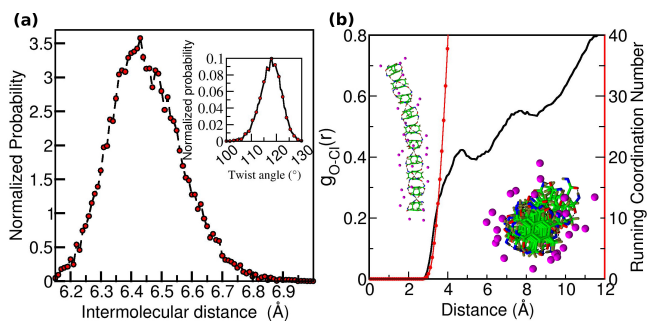 (a)
Normalized Probability
3.5
3
2.5
2
1.5
1
0.5
0
6.2 6.3 6.4 6.5 6.6 6.7 6.8 6.9
Intermolecular distance (Å)
Normalized probability
0.1
0.08
0.06
0.04
0.02
0
100 110 120 130
Twist angle (°)
(b)
g_O-Cl(r)
0.8
0.6
0.4
0.2
0
0 2 4 6 8 10 12
Distance (Å)
40
30
20
10
0
Running Coordination Number